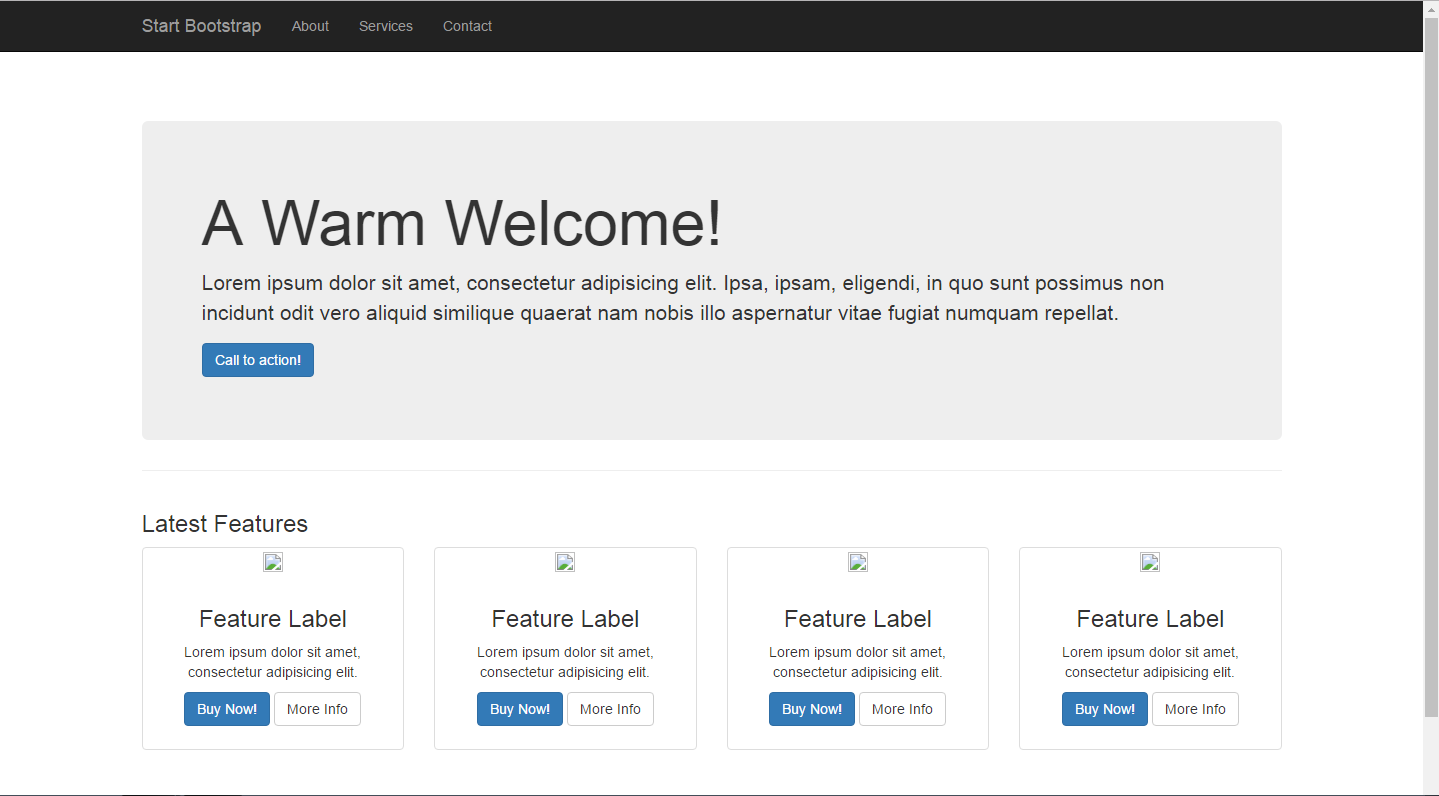 Start Bootstrap About Services Contact
A Warm Welcome!
Lorem ipsum dolor sit amet, consectetur adipisicing elit. Ipsa, ipsam, eligendi, in quo sunt possimus non
incidunt odit vero aliquid similique quaerat nam nobis illo aspernatur vitae fugiat numquam repellat.
Call to action!
Latest Features
Feature Label
Lorem ipsum dolor sit amet,
consectetur adipisicing elit.
Buy Now! More Info
Feature Label
Lorem ipsum dolor sit amet,
consectetur adipisicing elit.
Buy Now! More Info
Feature Label
Lorem ipsum dolor sit amet,
consectetur adipisicing elit.
Buy Now! More Info
Feature Label
Lorem ipsum dolor sit amet,
consectetur adipisicing elit.
Buy Now! More Info